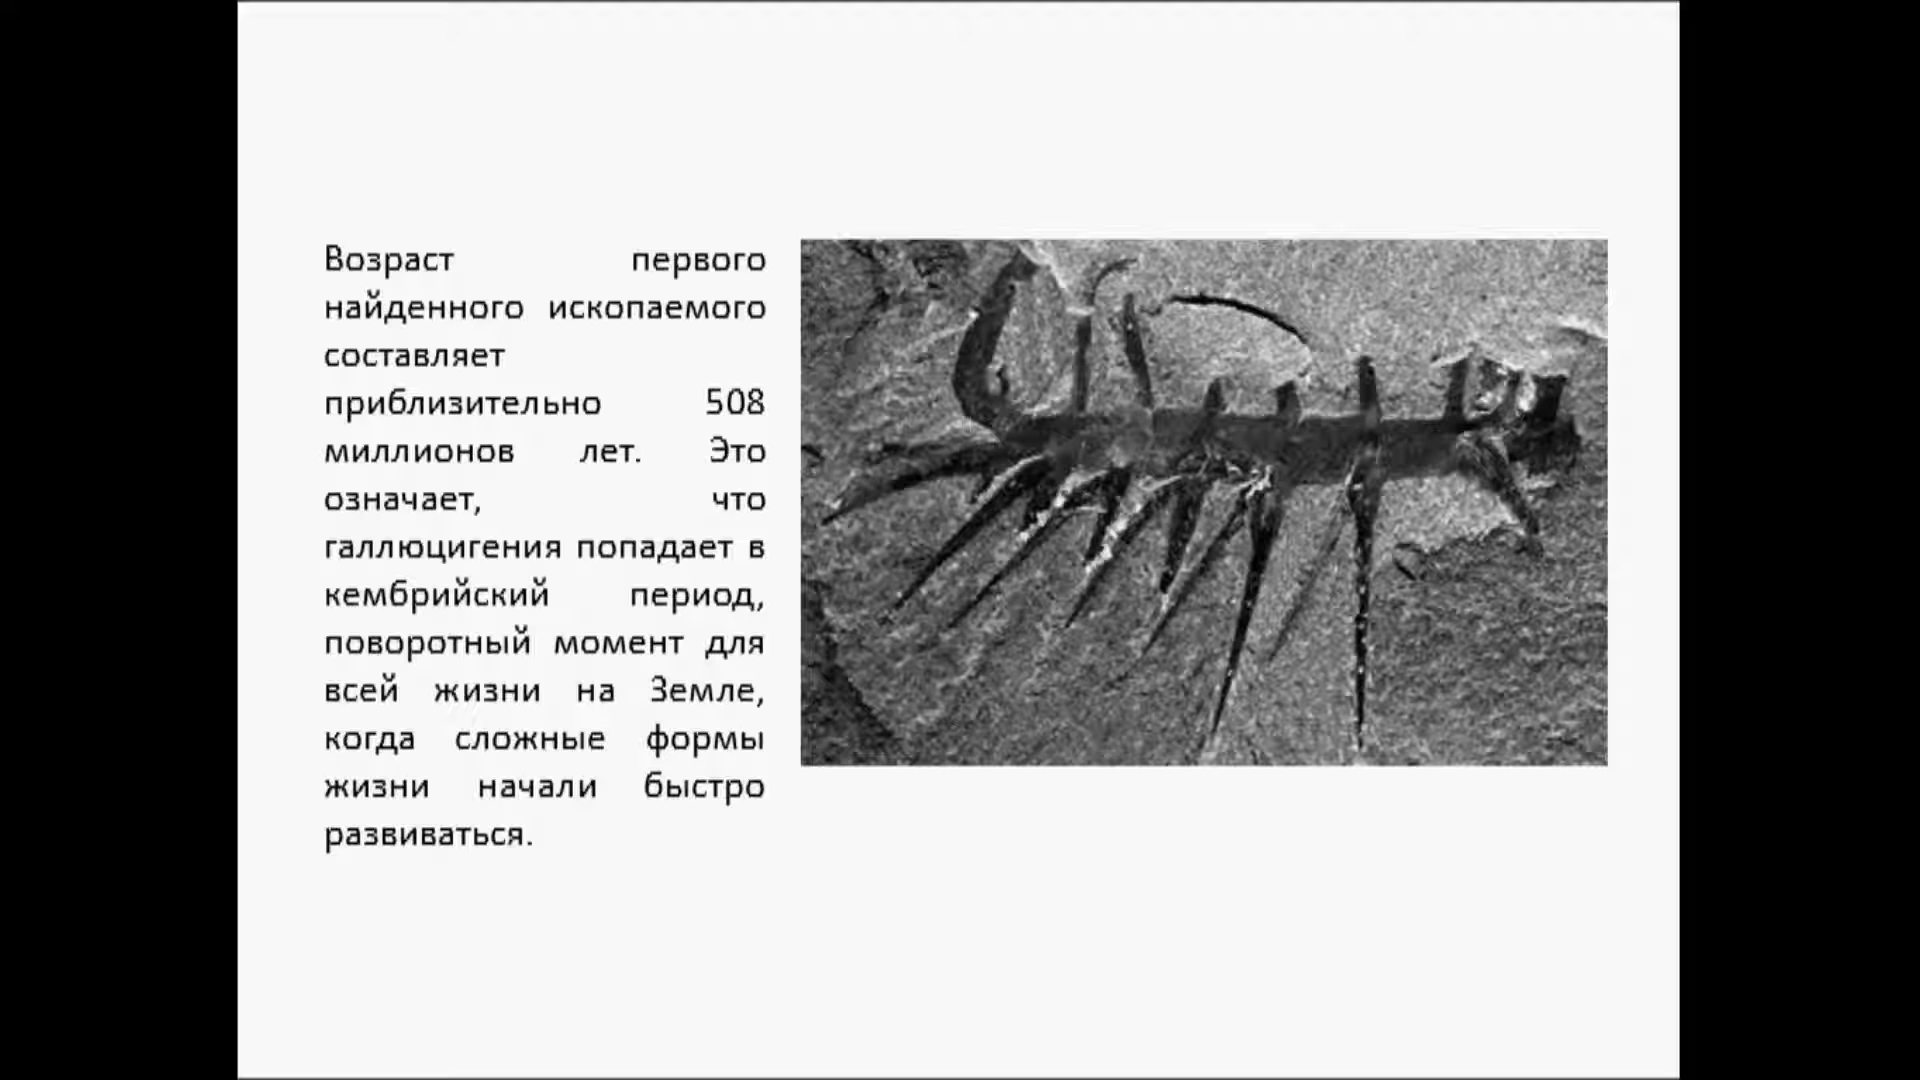 Возраст первого
найденного ископаемого
составляет
приблизительно 508
миллионов лет. Это
означает, что
галлюцигения попадает в
кембрийский период,
поворотный момент для
всей жизни на Земле,
когда сложные формы
жизни начали быстро
развиваться.